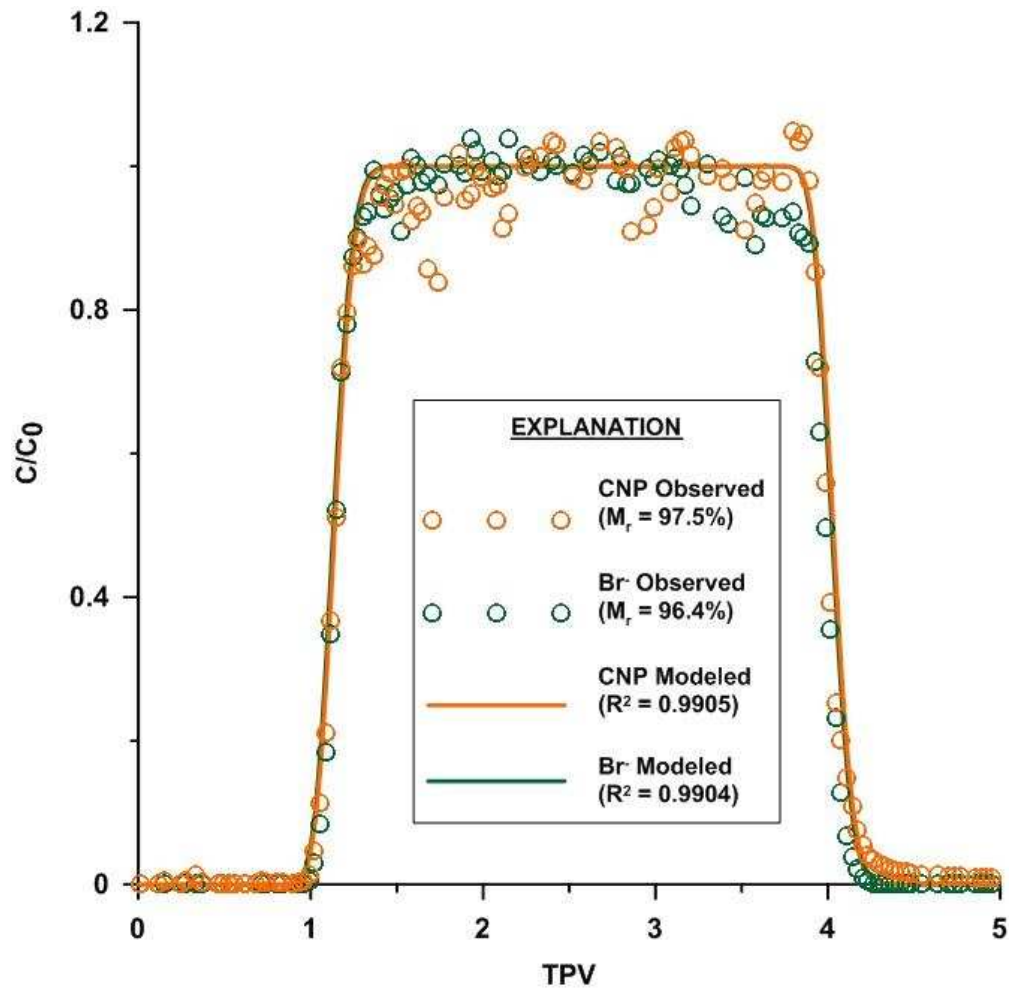 1.2
0.8
0.4
0
C/C₀
EXPLANATION
CNP Observed
(Mᵣ = 97.5%)
Br⁻ Observed
(Mᵣ = 96.4%)
CNP Modeled
(R² = 0.9905)
Br⁻ Modeled
(R² = 0.9904)
0 1 2 3 4 5
TPV